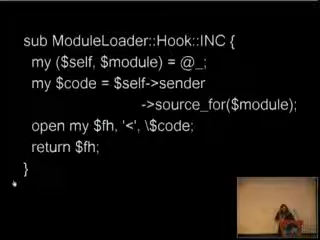 sub ModuleLoader::Hook::INC {
my ($self, $module) = @_;
my $code = $self->sender
->source_for($module);
open my $fh, '<', \$code;
return $fh;
}